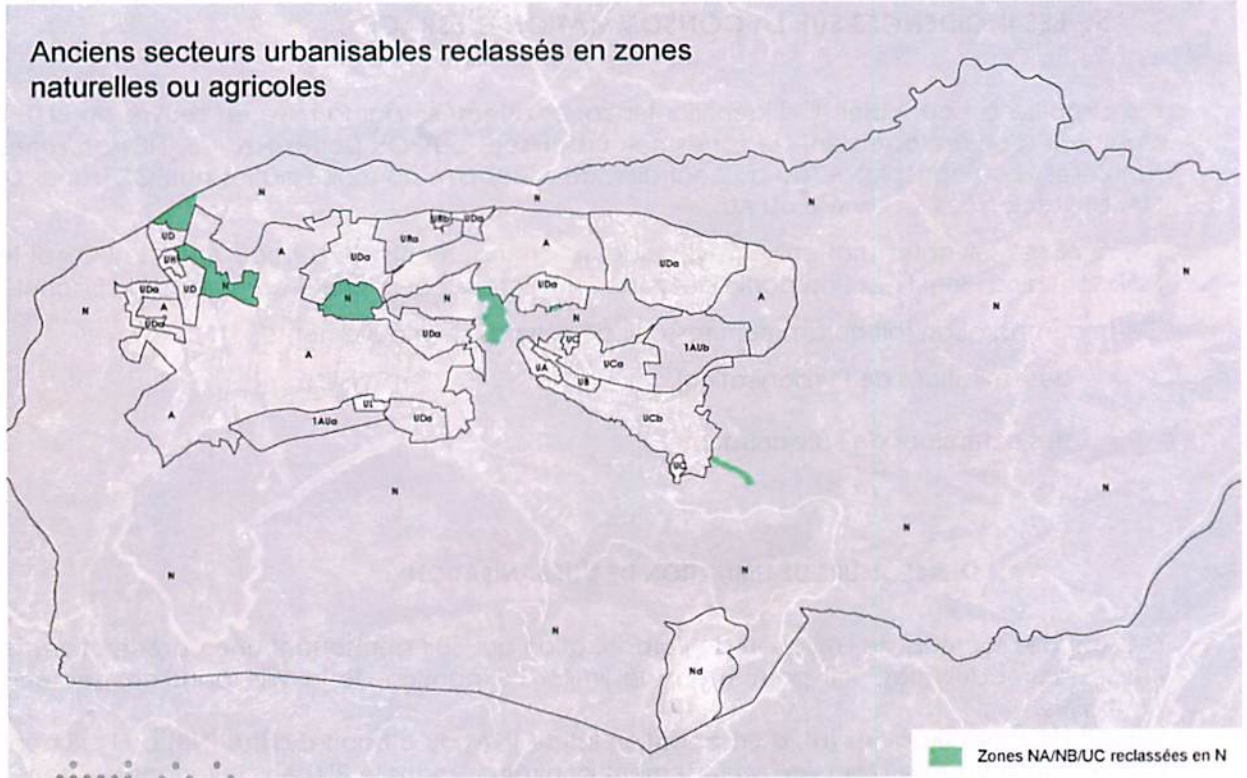 Anciens secteurs urbanisables reclassés en zones
naturelles ou agricoles
N
N
N
URb
UDa
UD
A
UDa
URa
A
UDa
UH
N
N
UDa
UD
N
N
N
UDa
A
N
A
N
UDa
UDa
UC
1AUb
A
UA
UCa
UB
A
1AUa
UL
UDa
UCb
UC
N
N
N
N
N
N
Nd
Zones NA/NB/UC reclassées en N